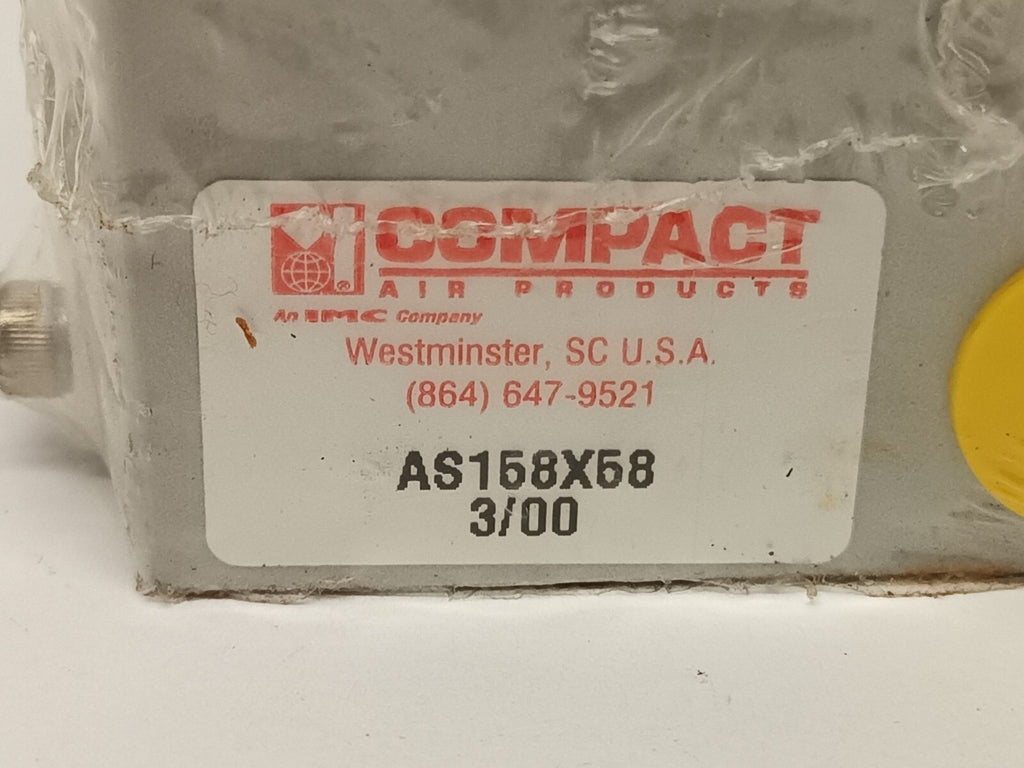 COMPACT
AIR PRODUCTS
An IMC Company
Westminster, SC U.S.A.
(864) 647-9521
AS158X58
3/00